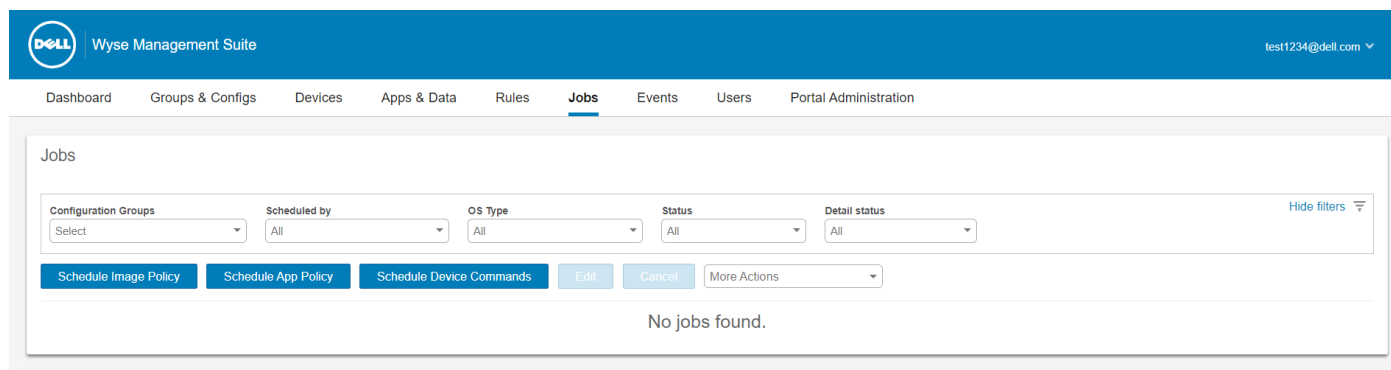 DELL Wyse Management Suite test1234@dell.com
Dashboard Groups & Configs Devices Apps & Data Rules Jobs Events Users Portal Administration
Jobs
Configuration Groups Scheduled by OS Type Status Detail status Hide filters
Select All All All All
Schedule Image Policy Schedule App Policy Schedule Device Commands Edit Cancel More Actions
No jobs found.